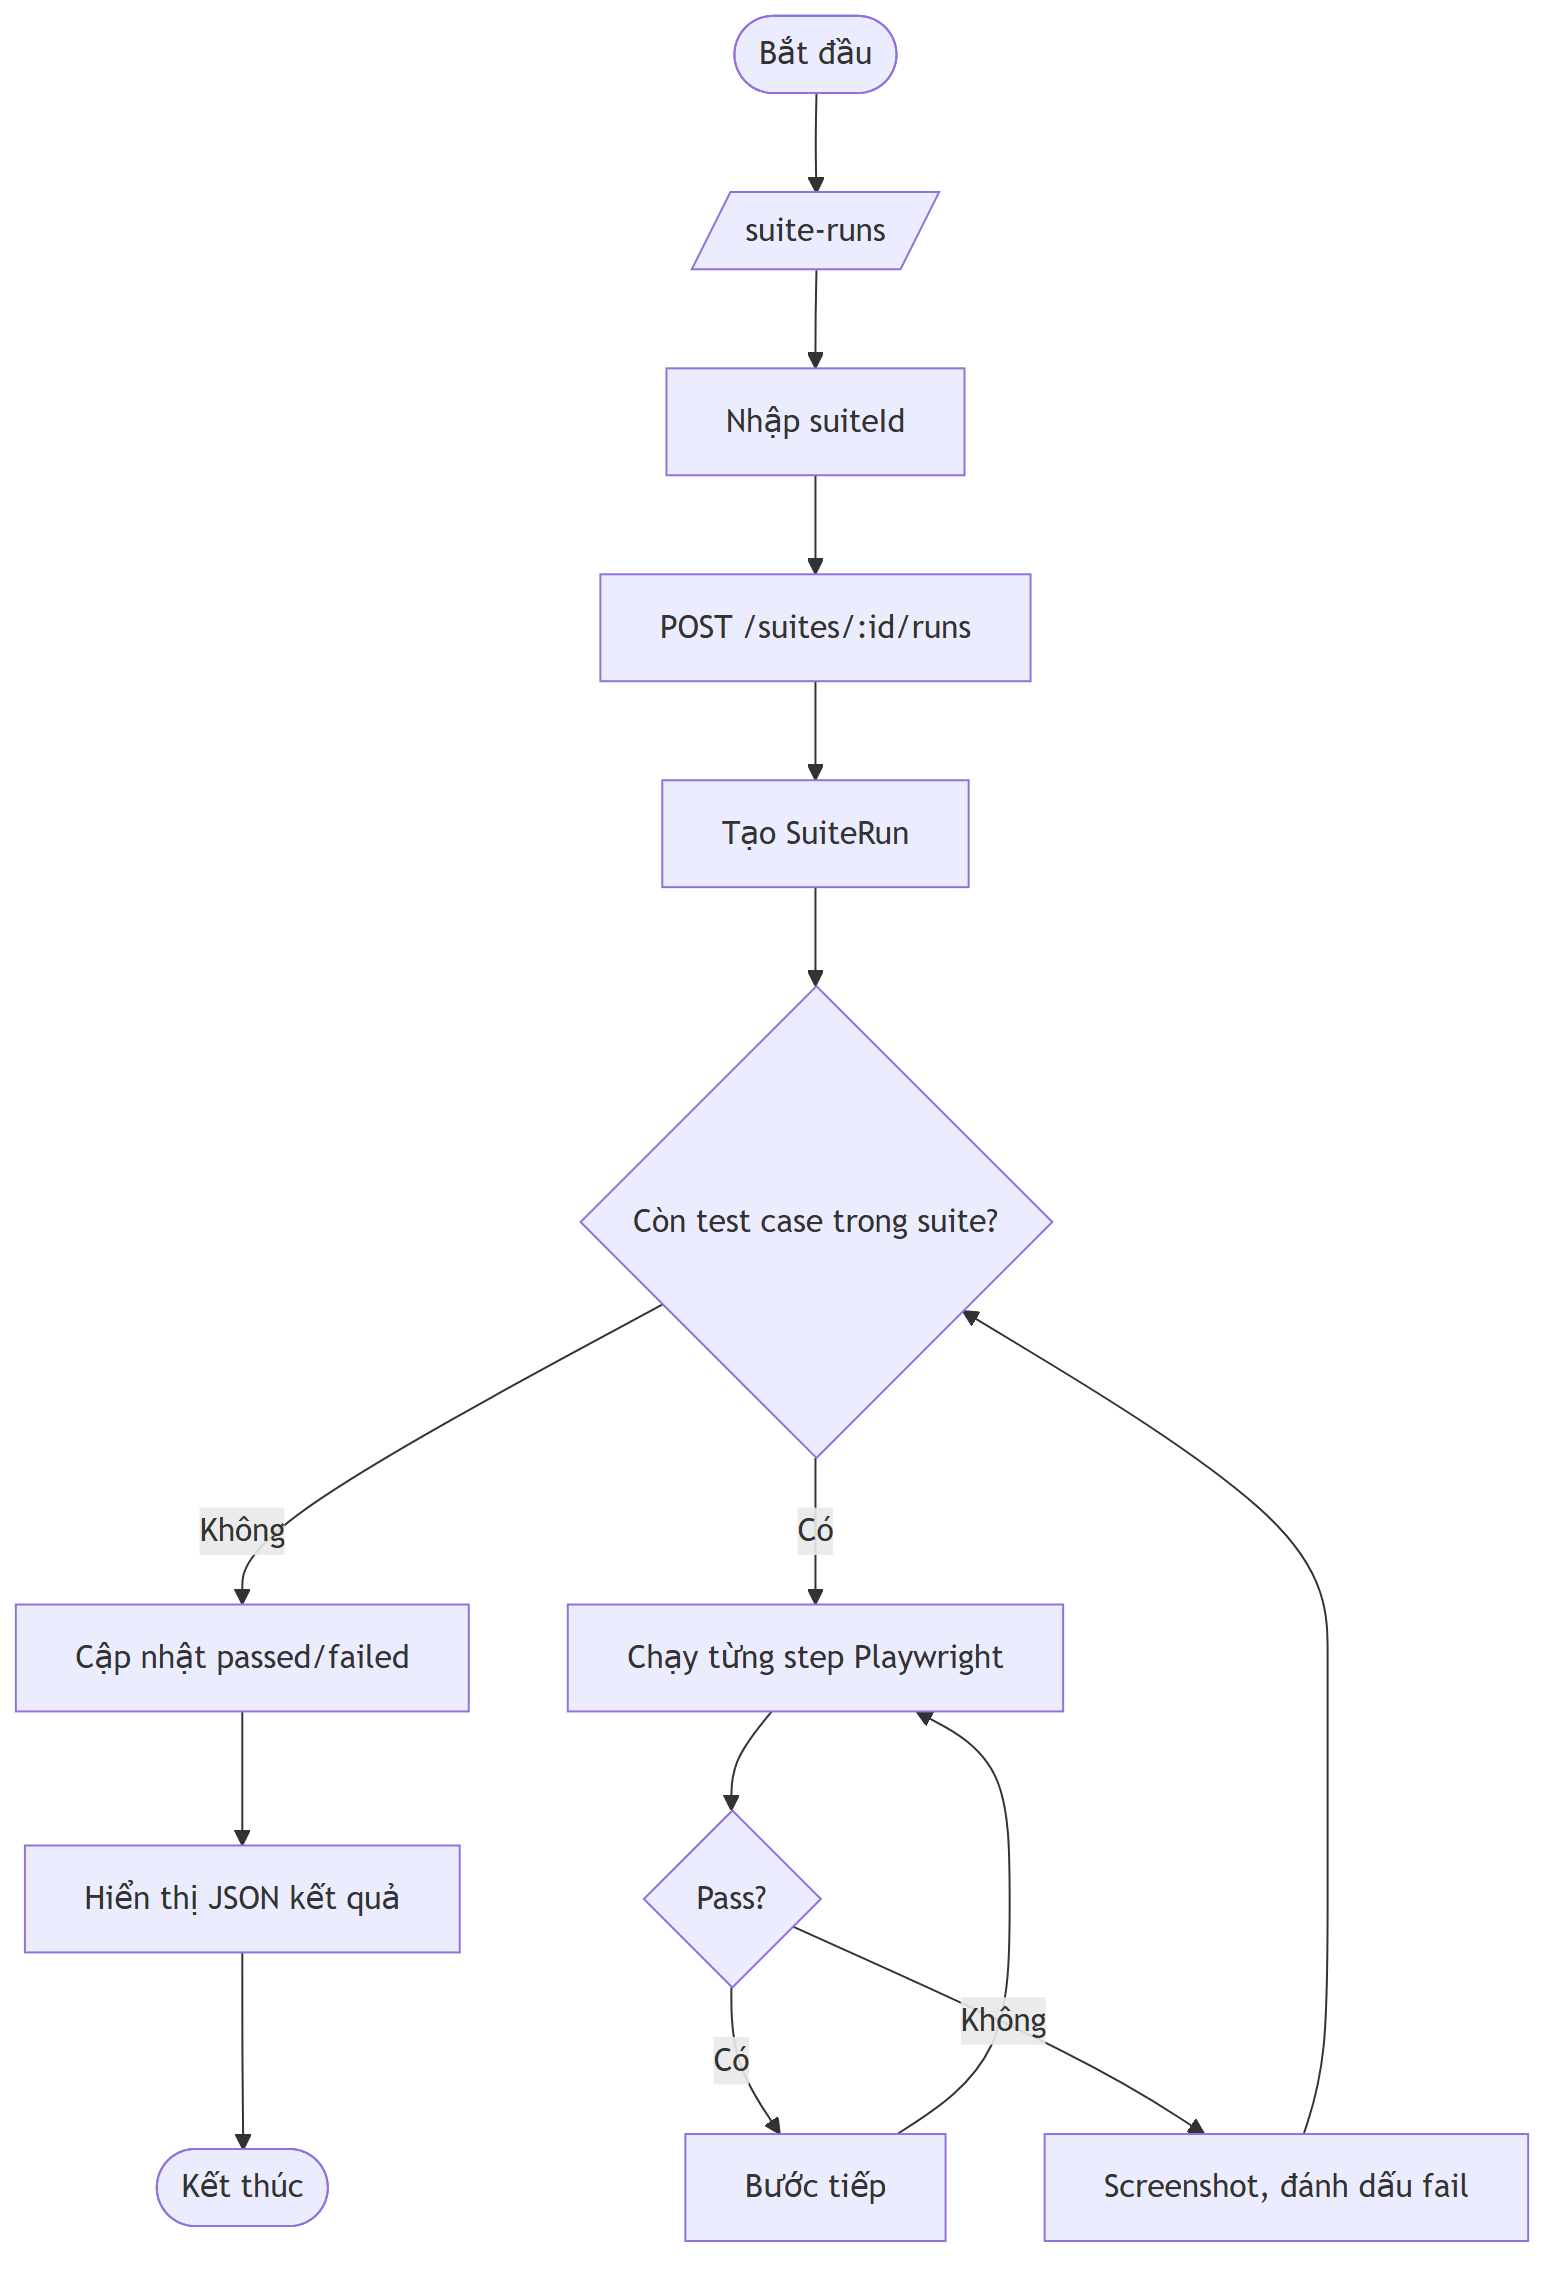 Bắt đầu
suite-runs
Nhập suiteId
POST /suites/:id/runs
Tạo SuiteRun
Còn test case trong suite?
Không
Có
Cập nhật passed/failed
Chạy từng step Playwright
Hiển thị JSON kết quả
Pass?
Không
Có
Kết thúc
Bước tiếp
Screenshot, đánh dấu fail